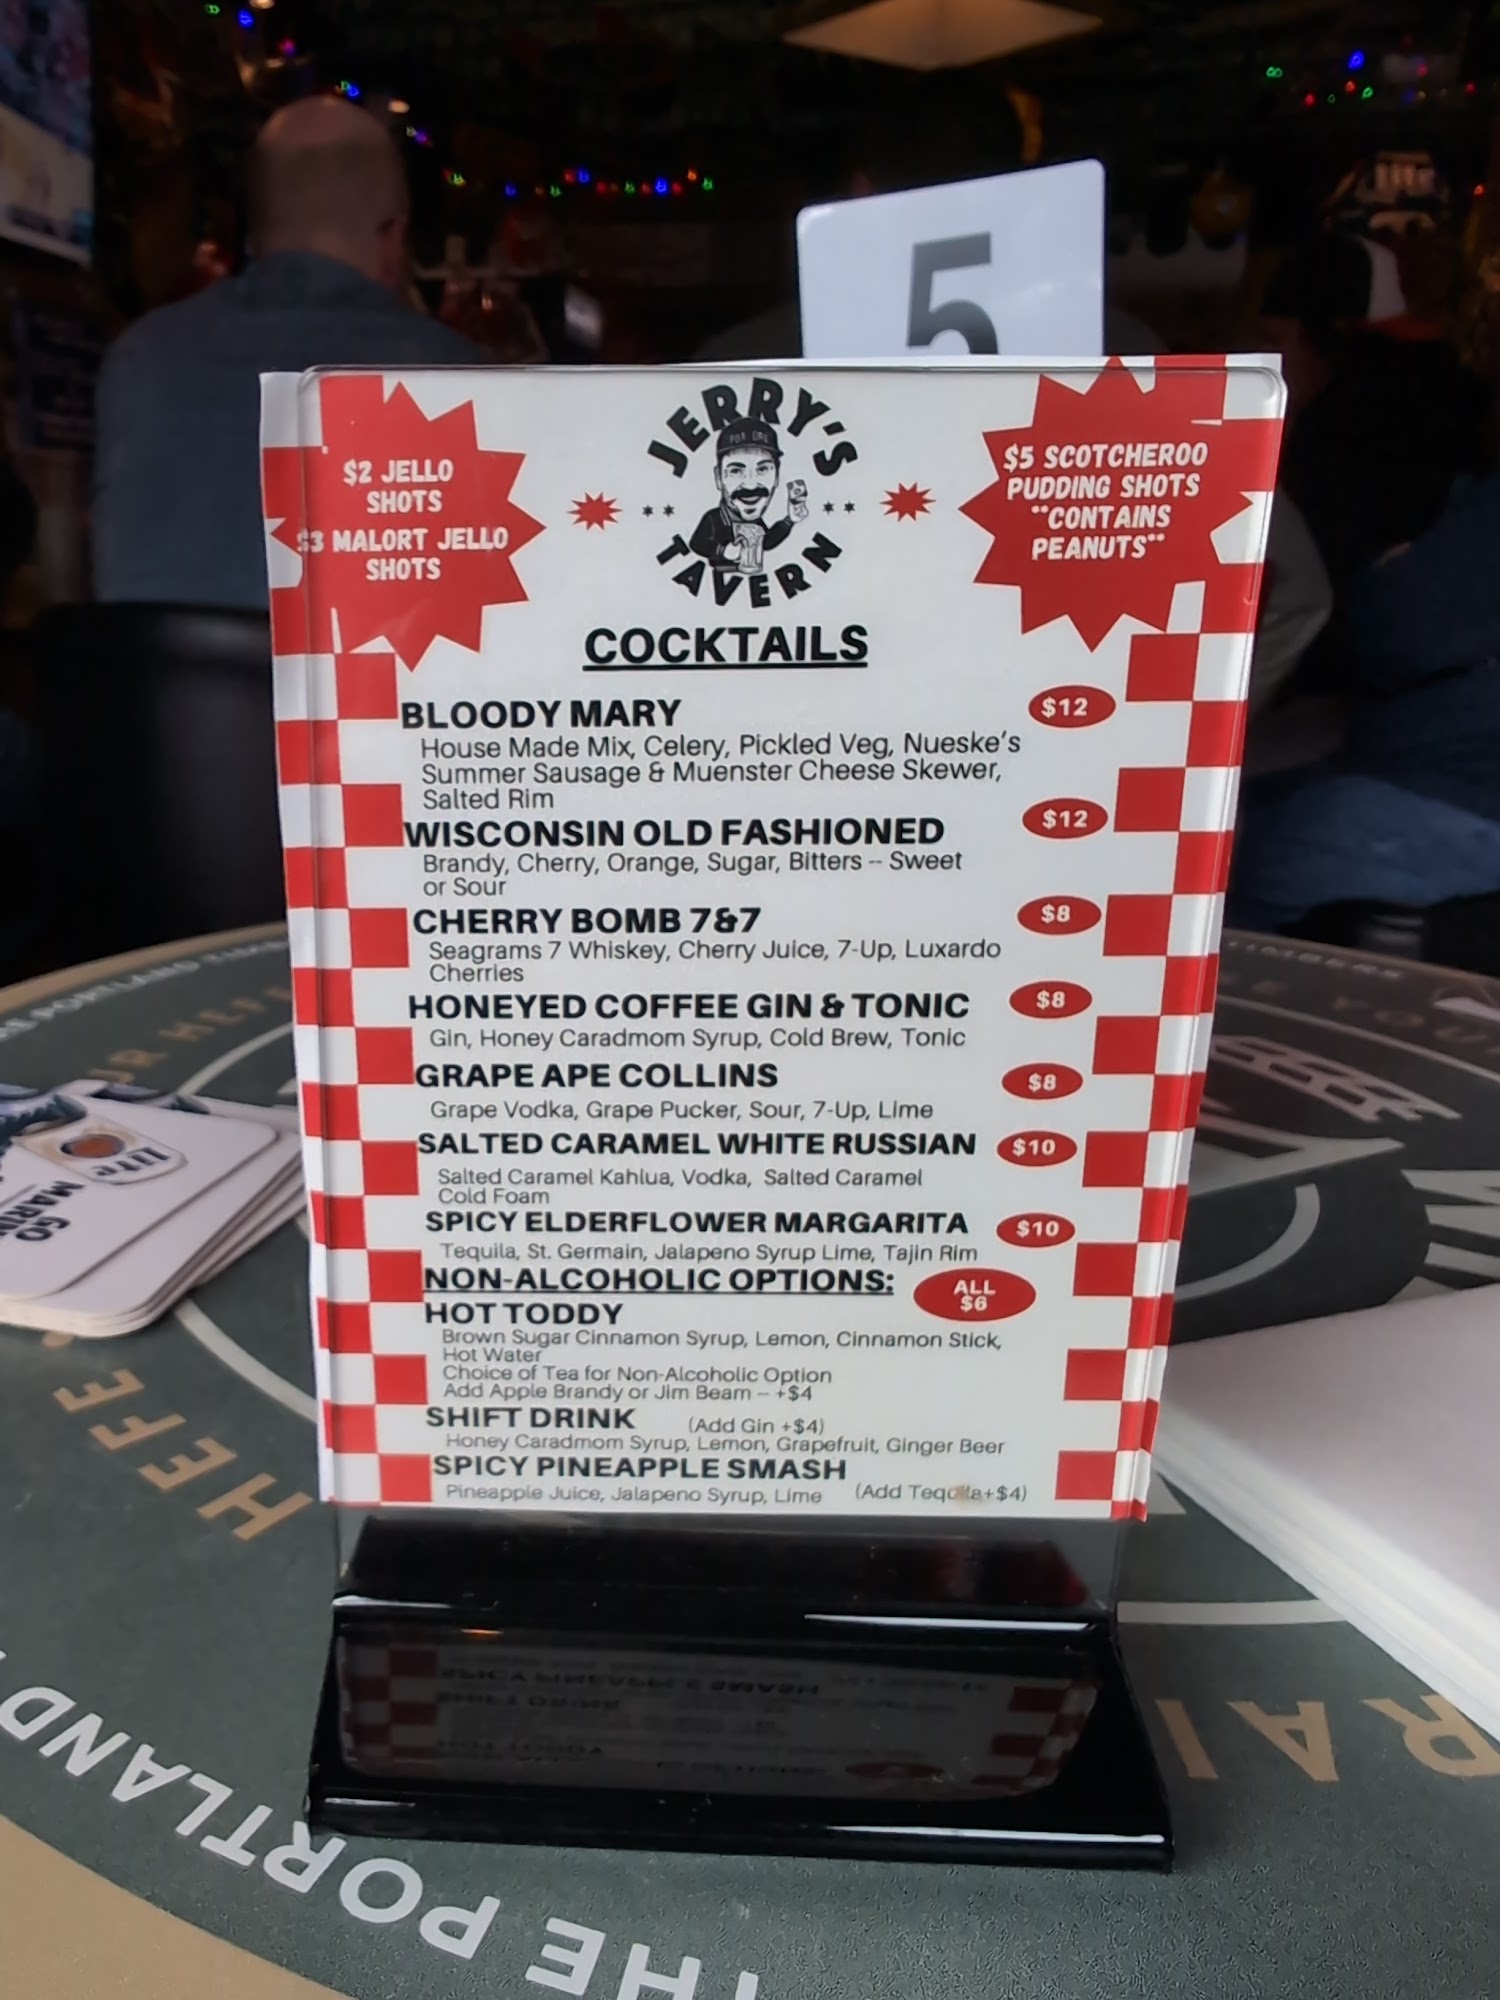 5
$2 JELLO
SHOTS
$3 MALORT JELLO
SHOTS
JERRY'S
TAVERN
$5 SCOTCHEROO
PUDDING SHOTS
**CONTAINS
PEANUTS**
COCKTAILS
BLOODY MARY $12
House Made Mix, Celery, Pickled Veg, Nueske's
Summer Sausage & Muenster Cheese Skewer,
Salted Rim
WISCONSIN OLD FASHIONED $12
Brandy, Cherry, Orange, Sugar, Bitters -- Sweet
or Sour
CHERRY BOMB 7&7 $8
Seagrams 7 Whiskey, Cherry Juice, 7-Up, Luxardo
Cherries
HONEYED COFFEE GIN & TONIC $8
Gin, Honey Caradmom Syrup, Cold Brew, Tonic
GRAPE APE COLLINS $8
Grape Vodka, Grape Pucker, Sour, 7-Up, Lime
SALTED CARAMEL WHITE RUSSIAN $10
Salted Caramel Kahlua, Vodka, Salted Caramel
Cold Foam
SPICY ELDERFLOWER MARGARITA $10
Tequila, St. Germain, Jalapeno Syrup Lime, Tajin Rim
NON-ALCOHOLIC OPTIONS: ALL
$6
HOT TODDY
Brown Sugar Cinnamon Syrup, Lemon, Cinnamon Stick,
Hot Water
Choice of Tea for Non-Alcoholic Option
Add Apple Brandy or Jim Beam -- +$4
SHIFT DRINK (Add Gin +$4)
Honey Caradmom Syrup, Lemon, Grapefruit, Ginger Beer
SPICY PINEAPPLE SMASH
Pineapple Juice, Jalapeno Syrup, Lime (Add Tequila+$4)
Lite
GO
HEFE
THE PORTLAND